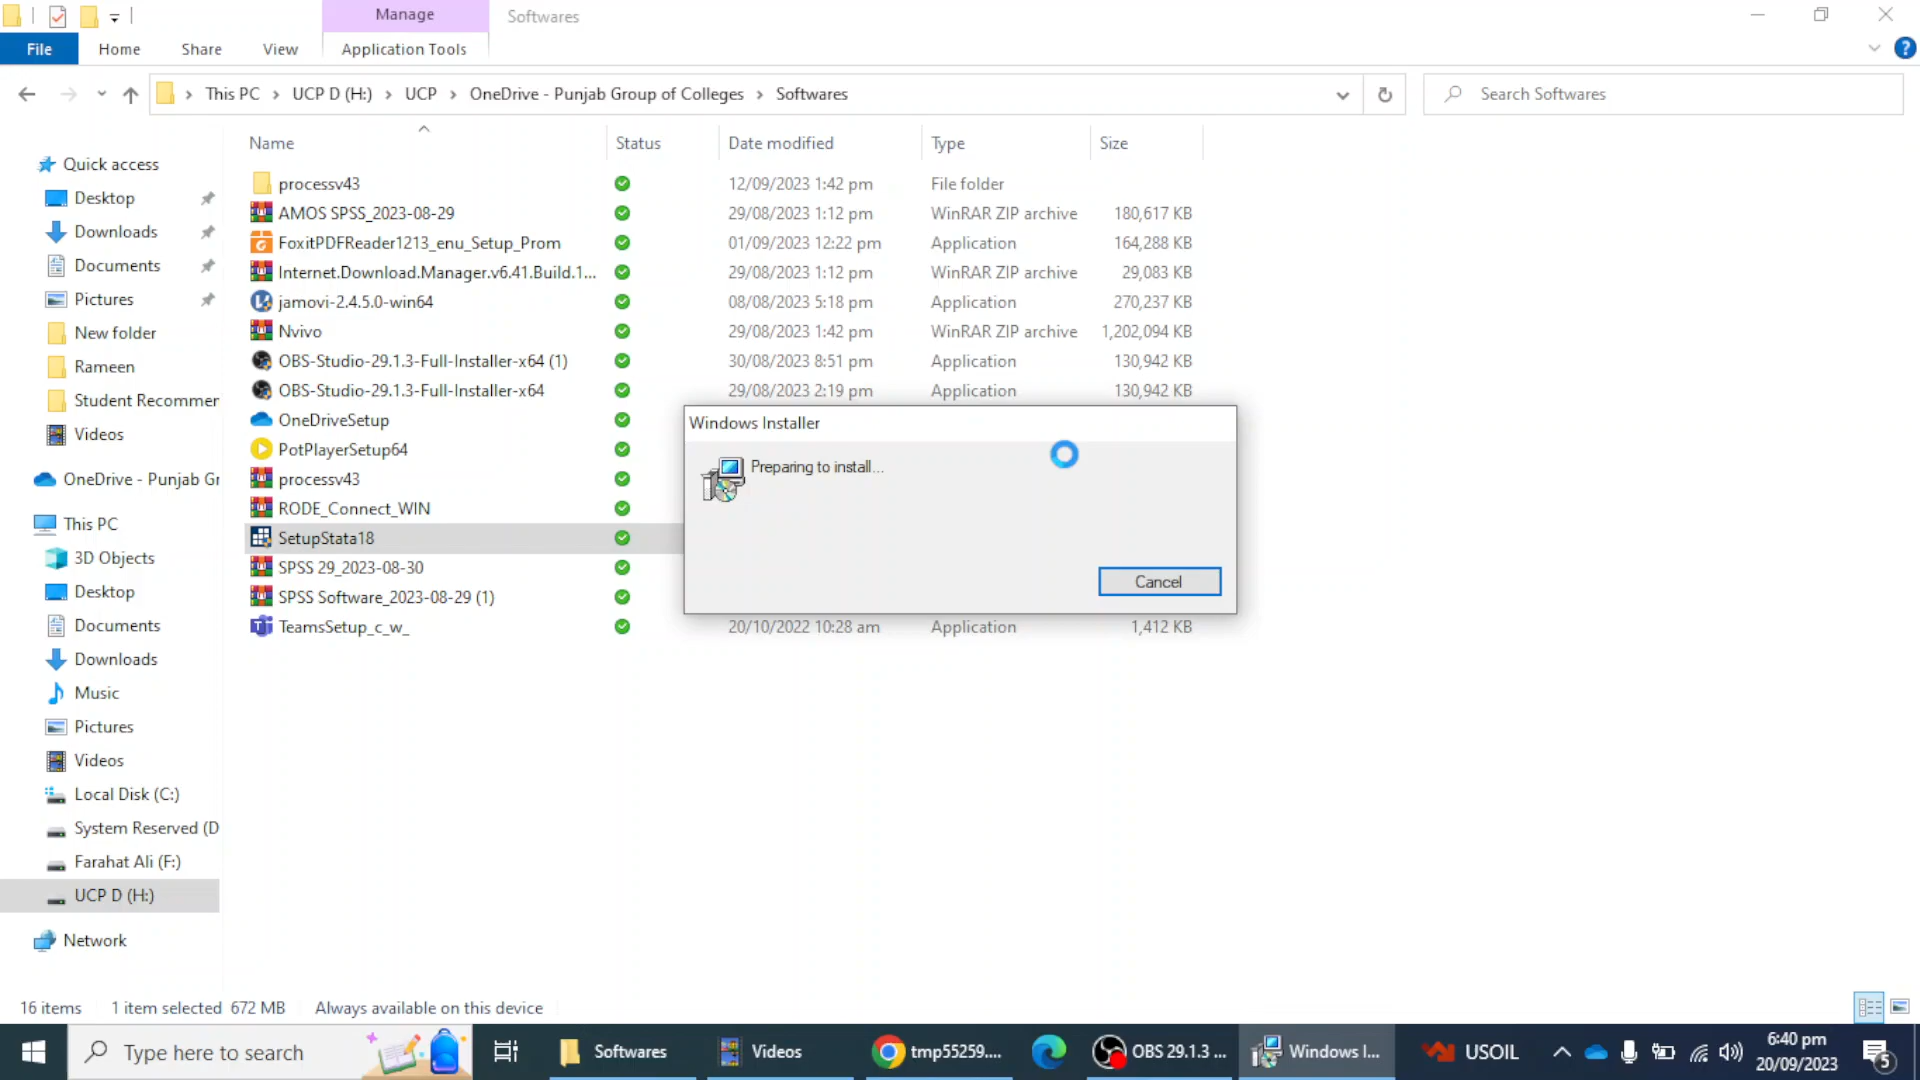 Manage
Softwares
File
Home
Share
View
Application Tools
This PC
UCP D (H:)
UCP
OneDrive - Punjab Group of Colleges
Softwares
Search Softwares
Name
Status
Date modified
Type
Size
Quick access
Desktop
Downloads
Documents
Pictures
New folder
Rameen
Student Recommer
Videos
OneDrive - Punjab Gr
This PC
3D Objects
Desktop
Documents
Downloads
Music
Pictures
Videos
Local Disk (C:)
System Reserved (D
Farahat Ali (F:)
UCP D (H:)
Network
processv43 12/09/2023 1:42 pm File folder
AMOS SPSS_2023-08-29 29/08/2023 1:12 pm WinRAR ZIP archive 180,617 KB
FoxitPDFReader1213_enu_Setup_Prom 01/09/2023 12:22 pm Application 164,288 KB
Internet.Download.Manager.v6.41.Build.1... 29/08/2023 1:12 pm WinRAR ZIP archive 29,083 KB
jamovi-2.4.5.0-win64 08/08/2023 5:18 pm Application 270,237 KB
Nvivo 29/08/2023 1:42 pm WinRAR ZIP archive 1,202,094 KB
OBS-Studio-29.1.3-Full-Installer-x64 (1) 30/08/2023 8:51 pm Application 130,942 KB
OBS-Studio-29.1.3-Full-Installer-x64 29/08/2023 2:19 pm Application 130,942 KB
OneDriveSetup
PotPlayerSetup64
processv43
RODE_Connect_WIN
SetupStata18
SPSS 29_2023-08-30
SPSS Software_2023-08-29 (1)
TeamsSetup_c_w_ 20/10/2022 10:28 am Application 1,412 KB
Windows Installer
Preparing to install...
Cancel
16 items
1 item selected 672 MB
Always available on this device
Type here to search
Softwares
Videos
tmp55259....
OBS 29.1.3 ...
Windows I...
USOIL
6:40 pm
20/09/2023
5